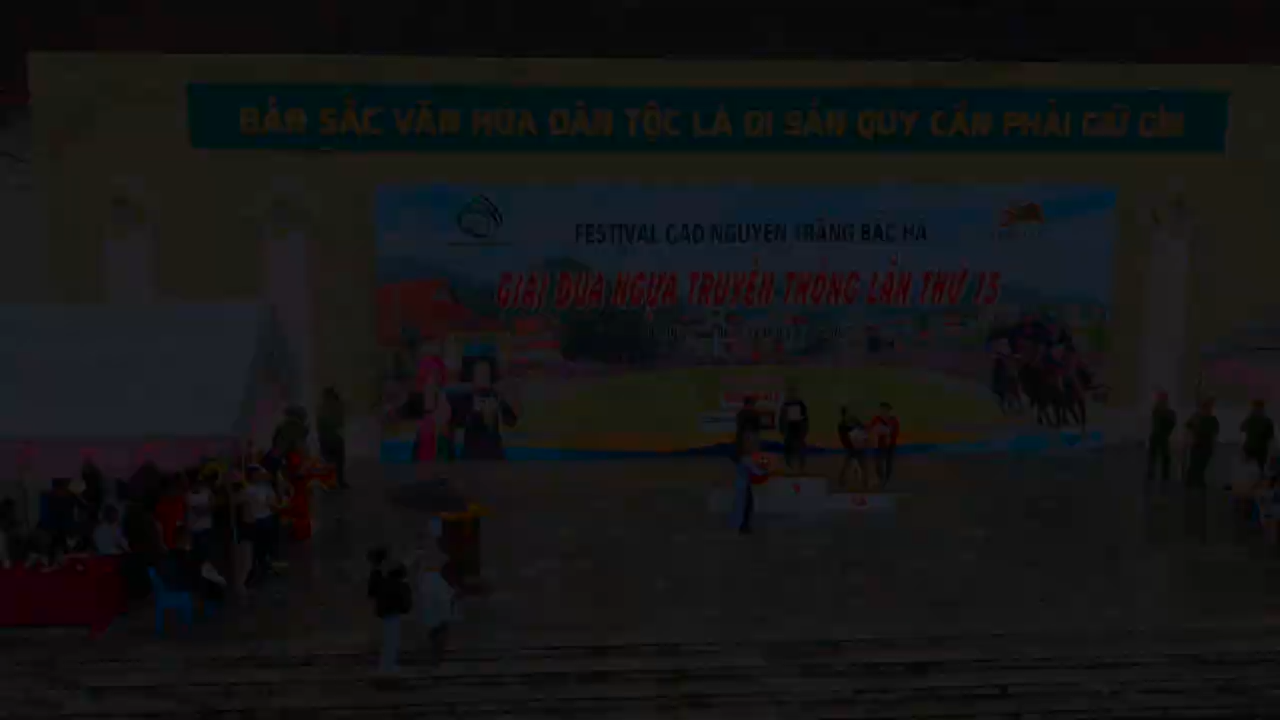 BẢN SẮC VĂN HÓA DÂN TỘC LÀ DI SẢN QUÝ CẦN PHẢI GIỮ GÌN
FESTIVAL CAO NGUYÊN TRẮNG BẮC HÀ
GIẢI ĐUA NGỰA TRUYỀN THỐNG LẦN THỨ 15